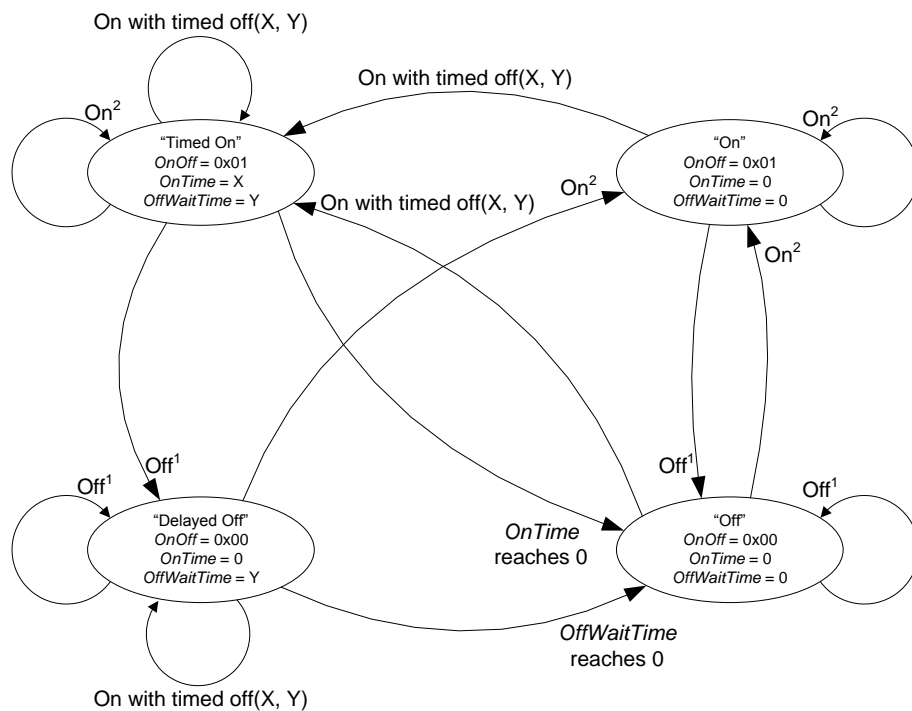 On with timed off(X, Y)
On with timed off(X, Y)
On²
“Timed On”
OnOff = 0x01
OnTime = X
OffWaitTime = Y
On²
“On”
OnOff = 0x01
OnTime = 0
OffWaitTime = 0
On with timed off(X, Y)
On²
On²
Off¹
Off¹
Off¹
“Delayed Off”
OnOff = 0x00
OnTime = 0
OffWaitTime = Y
OnTime
reaches 0
Off¹
“Off”
OnOff = 0x00
OnTime = 0
OffWaitTime = 0
OffWaitTime
reaches 0
On with timed off(X, Y)